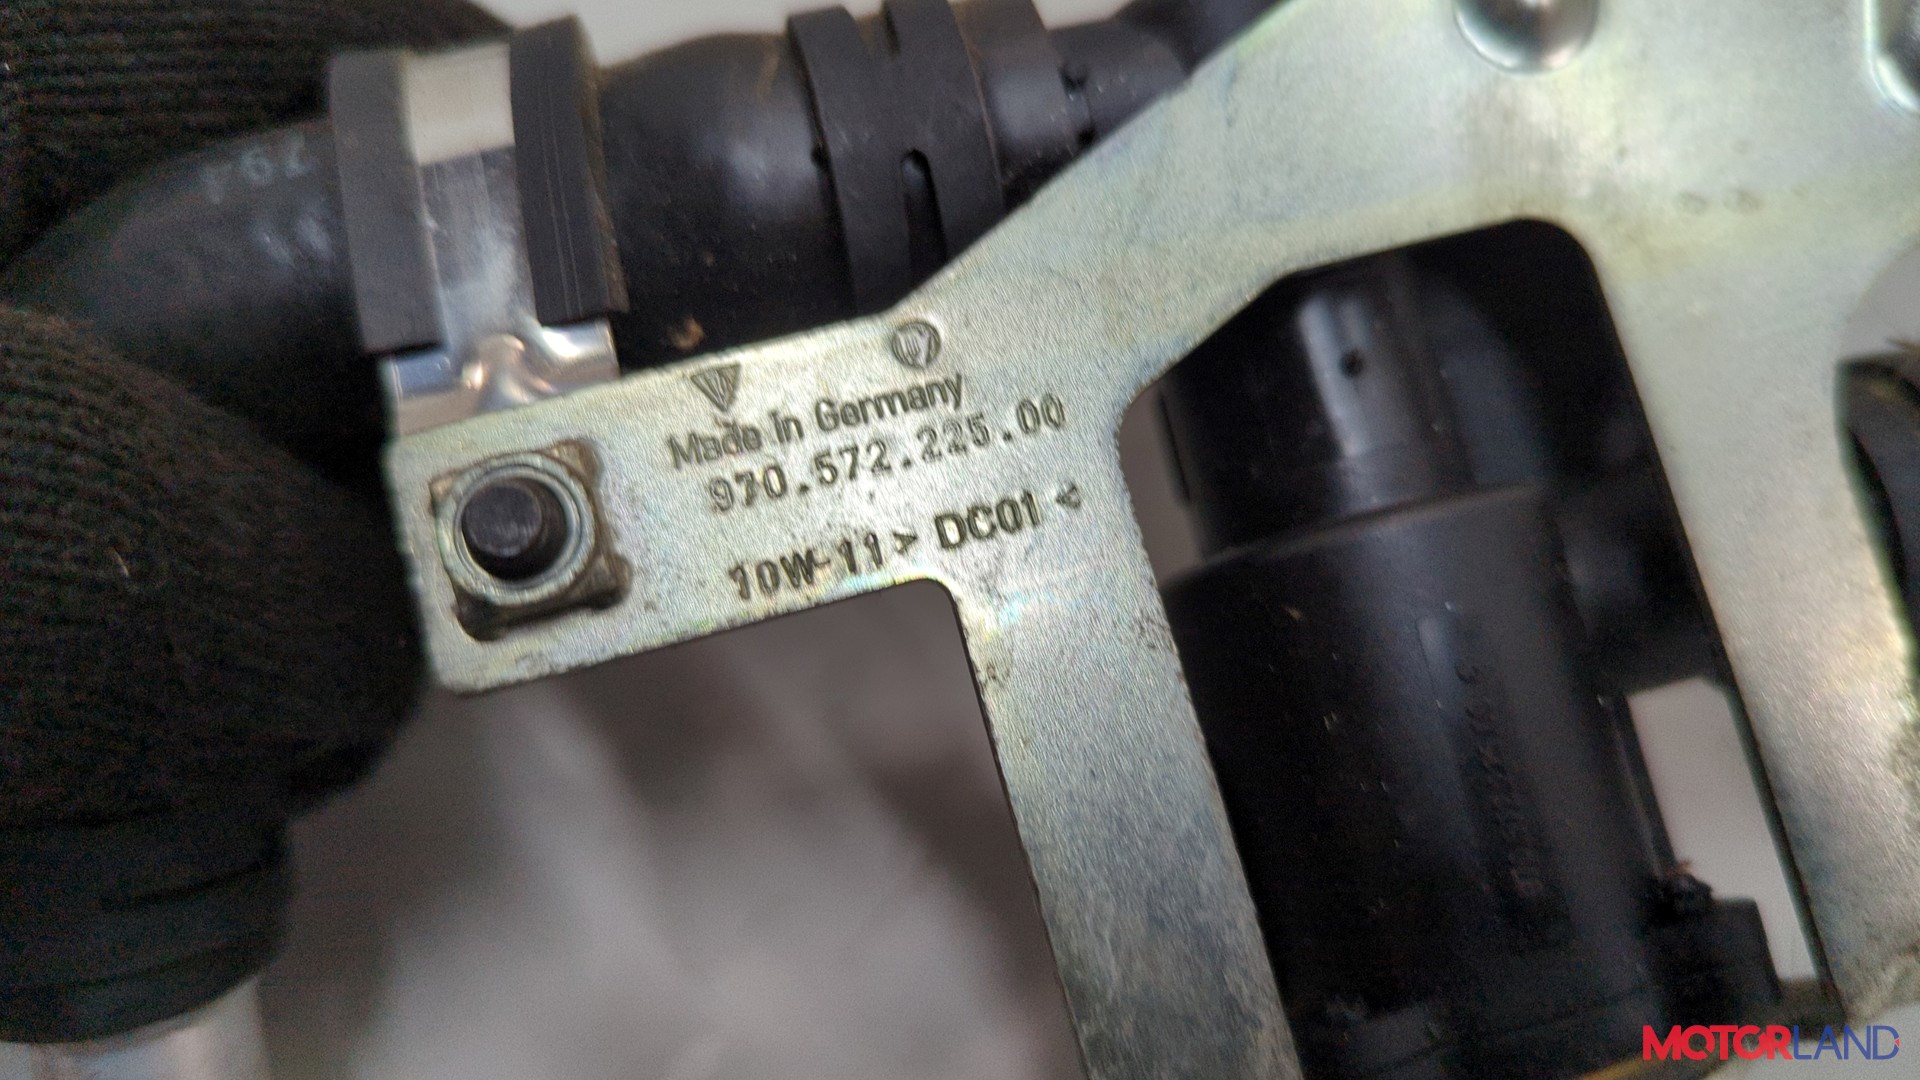 Made in Germany
970.572.225.00
10W-11> DC01 <
MOTORLAND